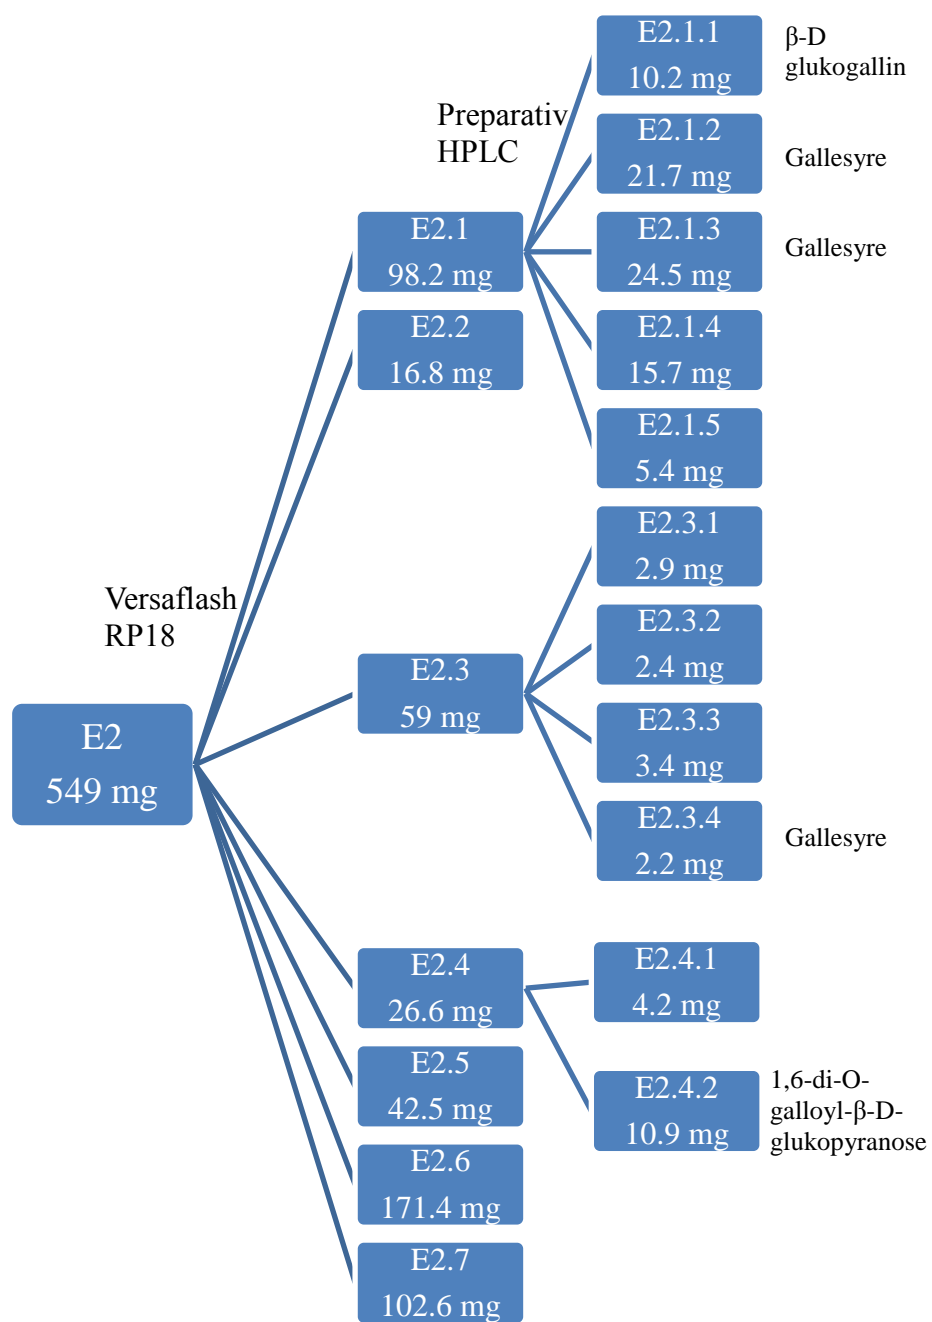 E2
549 mg
Versaflash
RP18
E2.1
98.2 mg
E2.2
16.8 mg
E2.3
59 mg
E2.4
26.6 mg
E2.5
42.5 mg
E2.6
171.4 mg
E2.7
102.6 mg
Preparativ
HPLC
E2.1.1
10.2 mg
β-D
glukogallin
E2.1.2
21.7 mg
Gallesyre
E2.1.3
24.5 mg
Gallesyre
E2.1.4
15.7 mg
E2.1.5
5.4 mg
E2.3.1
2.9 mg
E2.3.2
2.4 mg
E2.3.3
3.4 mg
E2.3.4
2.2 mg
Gallesyre
E2.4.1
4.2 mg
E2.4.2
10.9 mg
1,6-di-O-
galloyl-β-D-
glukopyranose